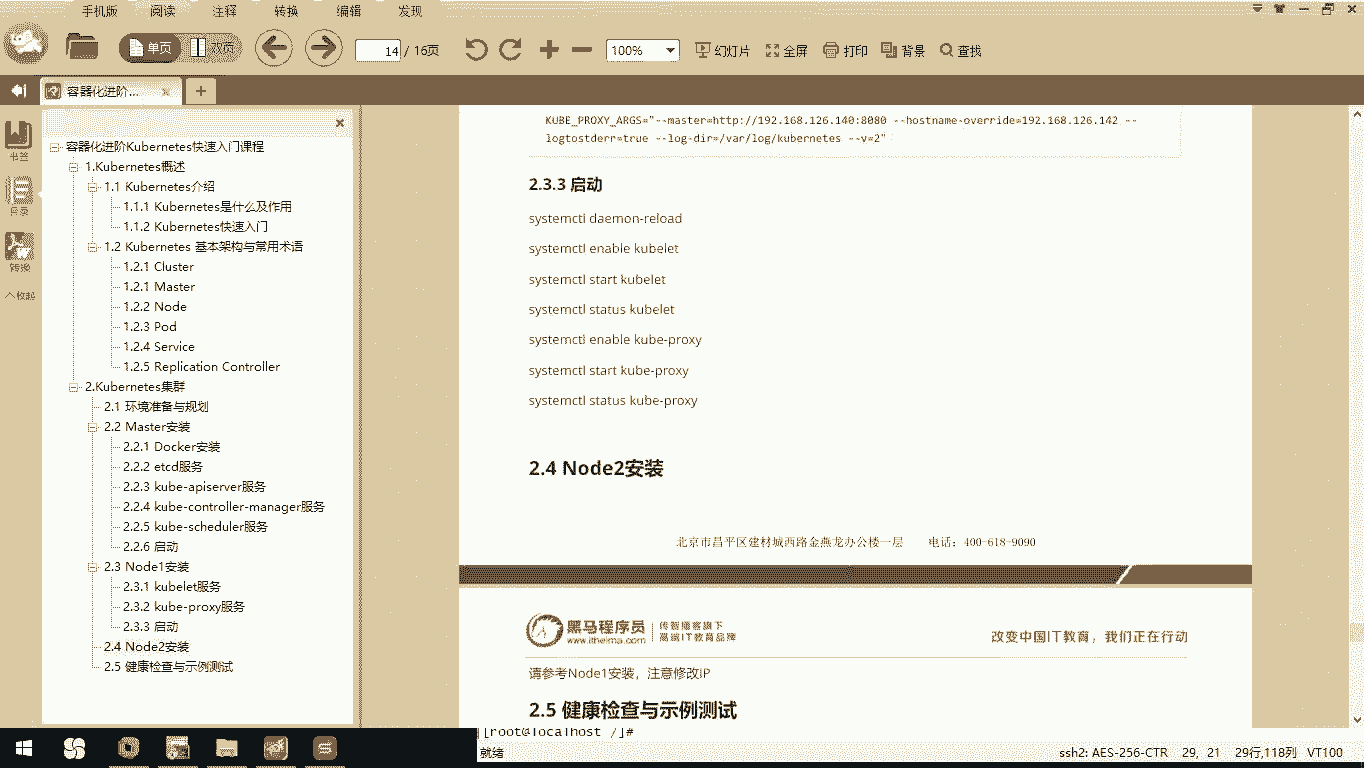 手机版 阅读 注释 转换 编辑 发现
单页 双页 14 / 16页 100% 幻灯片 全屏 打印 背景 查找
容器化进阶... x +
书签
目录
转换
收起
容器化进阶Kubernetes快速入门课程
1.Kubernetes概述
1.1 Kubernetes介绍
1.1.1 Kubernetes是什么及作用
1.1.2 Kubernetes快速入门
1.2 Kubernetes 基本架构与常用术语
1.2.1 Cluster
1.2.1 Master
1.2.2 Node
1.2.3 Pod
1.2.4 Service
1.2.5 Replication Controller
2.Kubernetes集群
2.1 环境准备与规划
2.2 Master安装
2.2.1 Docker安装
2.2.2 etcd服务
2.2.3 kube-apiserver服务
2.2.4 kube-controller-manager服务
2.2.5 kube-scheduler服务
2.2.6 启动
2.3 Node1安装
2.3.1 kubelet服务
2.3.2 kube-proxy服务
2.3.3 启动
2.4 Node2安装
2.5 健康检查与示例测试
KUBE_PROXY_ARGS="--master=http://192.168.126.140:8080 --hostname-override=192.168.126.142 --
logtostderr=true --log-dir=/var/log/kubernetes --v=2"
2.3.3 启动
systemctl daemon-reload
systemctl enable kubelet
systemctl start kubelet
systemctl status kubelet
systemctl enable kube-proxy
systemctl start kube-proxy
systemctl status kube-proxy
2.4 Node2安装
北京市昌平区建材城西路金燕龙办公楼一层 电话：400-618-9090
黑马程序员
www.itheima.com
传智播客旗下
高端IT教育品牌
改变中国IT教育，我们正在行动
请参考Node1安装，注意修改IP
2.5 健康检查与示例测试
[root@localhost /]#
就绪 ssh2: AES-256-CTR 29, 21 29行,118列 VT100